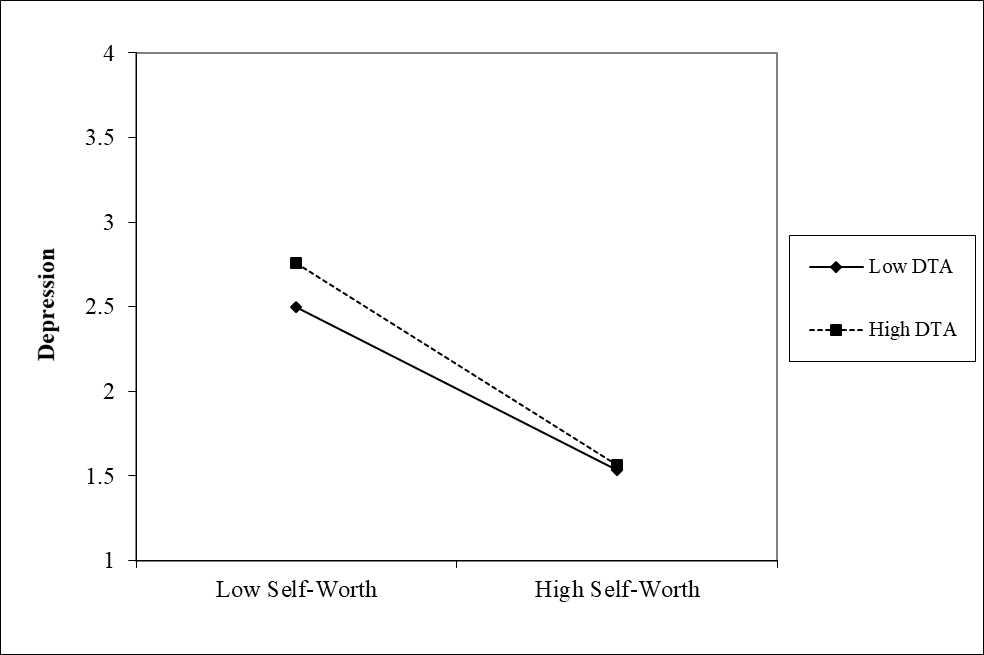 4
3.5
3
2.5
2
1.5
1
Depression
Low Self-Worth
High Self-Worth
Low DTA
High DTA